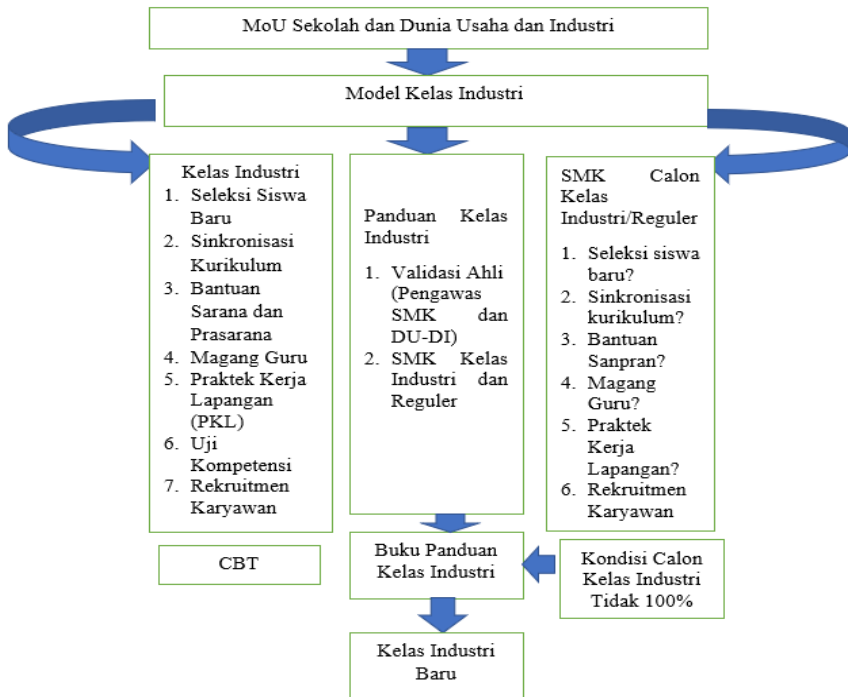 MoU Sekolah dan Dunia Usaha dan Industri
Model Kelas Industri
Kelas Industri
1. Seleksi Siswa
Baru
2. Sinkronisasi
Kurikulum
3. Bantuan
Sarana dan
Prasarana
4. Magang Guru
5. Praktek Kerja
Lapangan
(PKL)
6. Uji
Kompetensi
7. Rekruitmen
Karyawan
Panduan Kelas
Industri
1. Validasi Ahli
(Pengawas
SMK dan
DU-DI)
2. SMK Kelas
Industri dan
Reguler
SMK Calon
Kelas
Industri/Reguler
1. Seleksi siswa
baru?
2. Sinkronisasi
kurikulum?
3. Bantuan
Sanpran?
4. Magang
Guru?
5. Praktek
Kerja
Lapangan?
6. Rekruitmen
Karyawan
CBT
Buku Panduan
Kelas Industri
Kondisi Calon
Kelas Industri
Tidak 100%
Kelas Industri
Baru